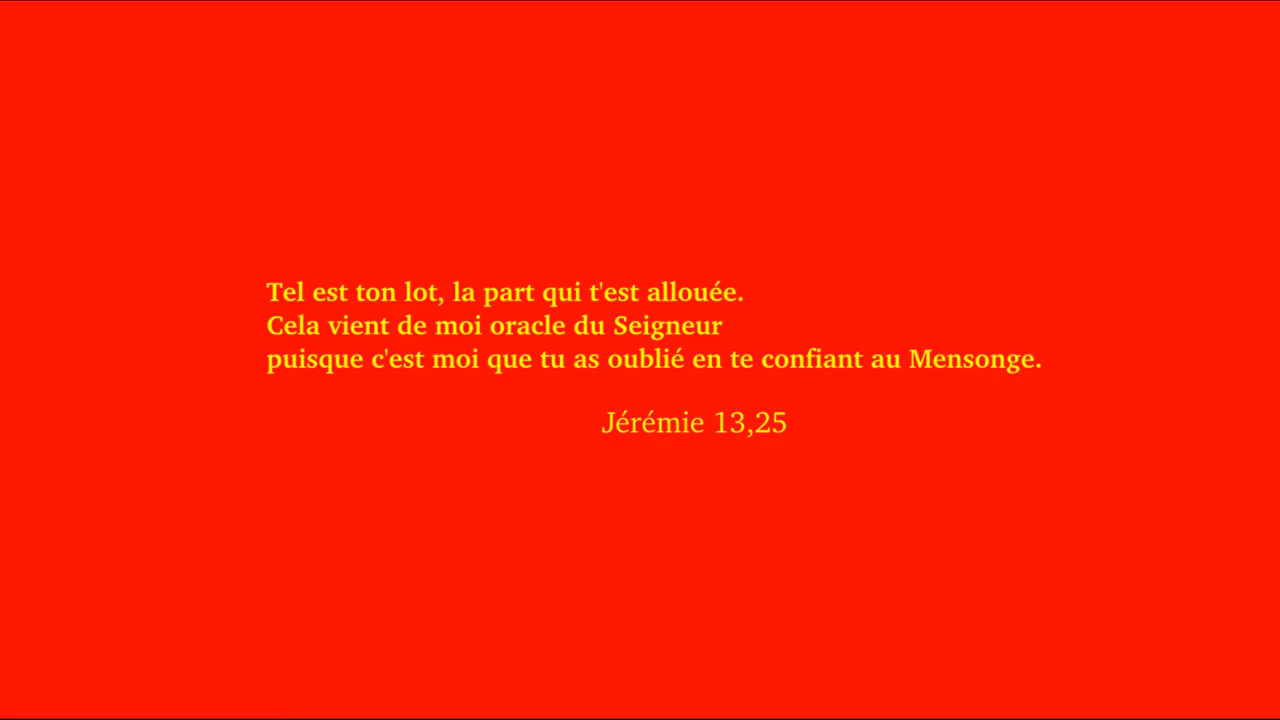 Tel est ton lot, la part qui t'est allouée.
Cela vient de moi oracle du Seigneur
puisque c'est moi que tu as oublié en te confiant au Mensonge.
Jérémie 13,25